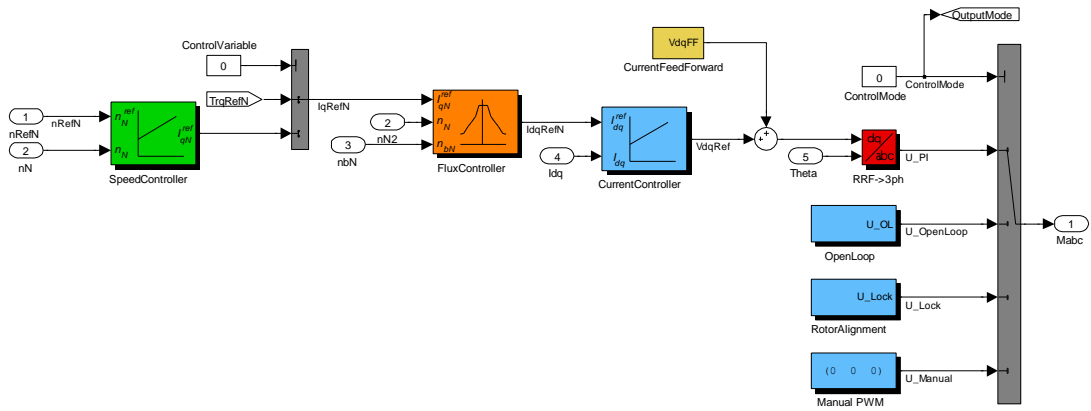 OutputMode
ControlVariable
0
TrqRefN
IqRefN
1
nRefN
nRefN
2
nN
n_N^ref
n_N
I_qN^ref
SpeedController
I_qN^ref
n_N
n_bN
2
nN2
3
nbN
FluxController
IdqRefN
4
Idq
I_dq^ref
I_dq
CurrentController
VdqRef
VdqFF
CurrentFeedForward
+
+
5
Theta
dq
abc
RRF->3ph
U_PI
0
ControlMode
ControlMode
U_OL
OpenLoop
U_OpenLoop
U_Lock
RotorAlignment
U_Lock
(0 0 0)
Manual PWM
U_Manual
1
Mabc